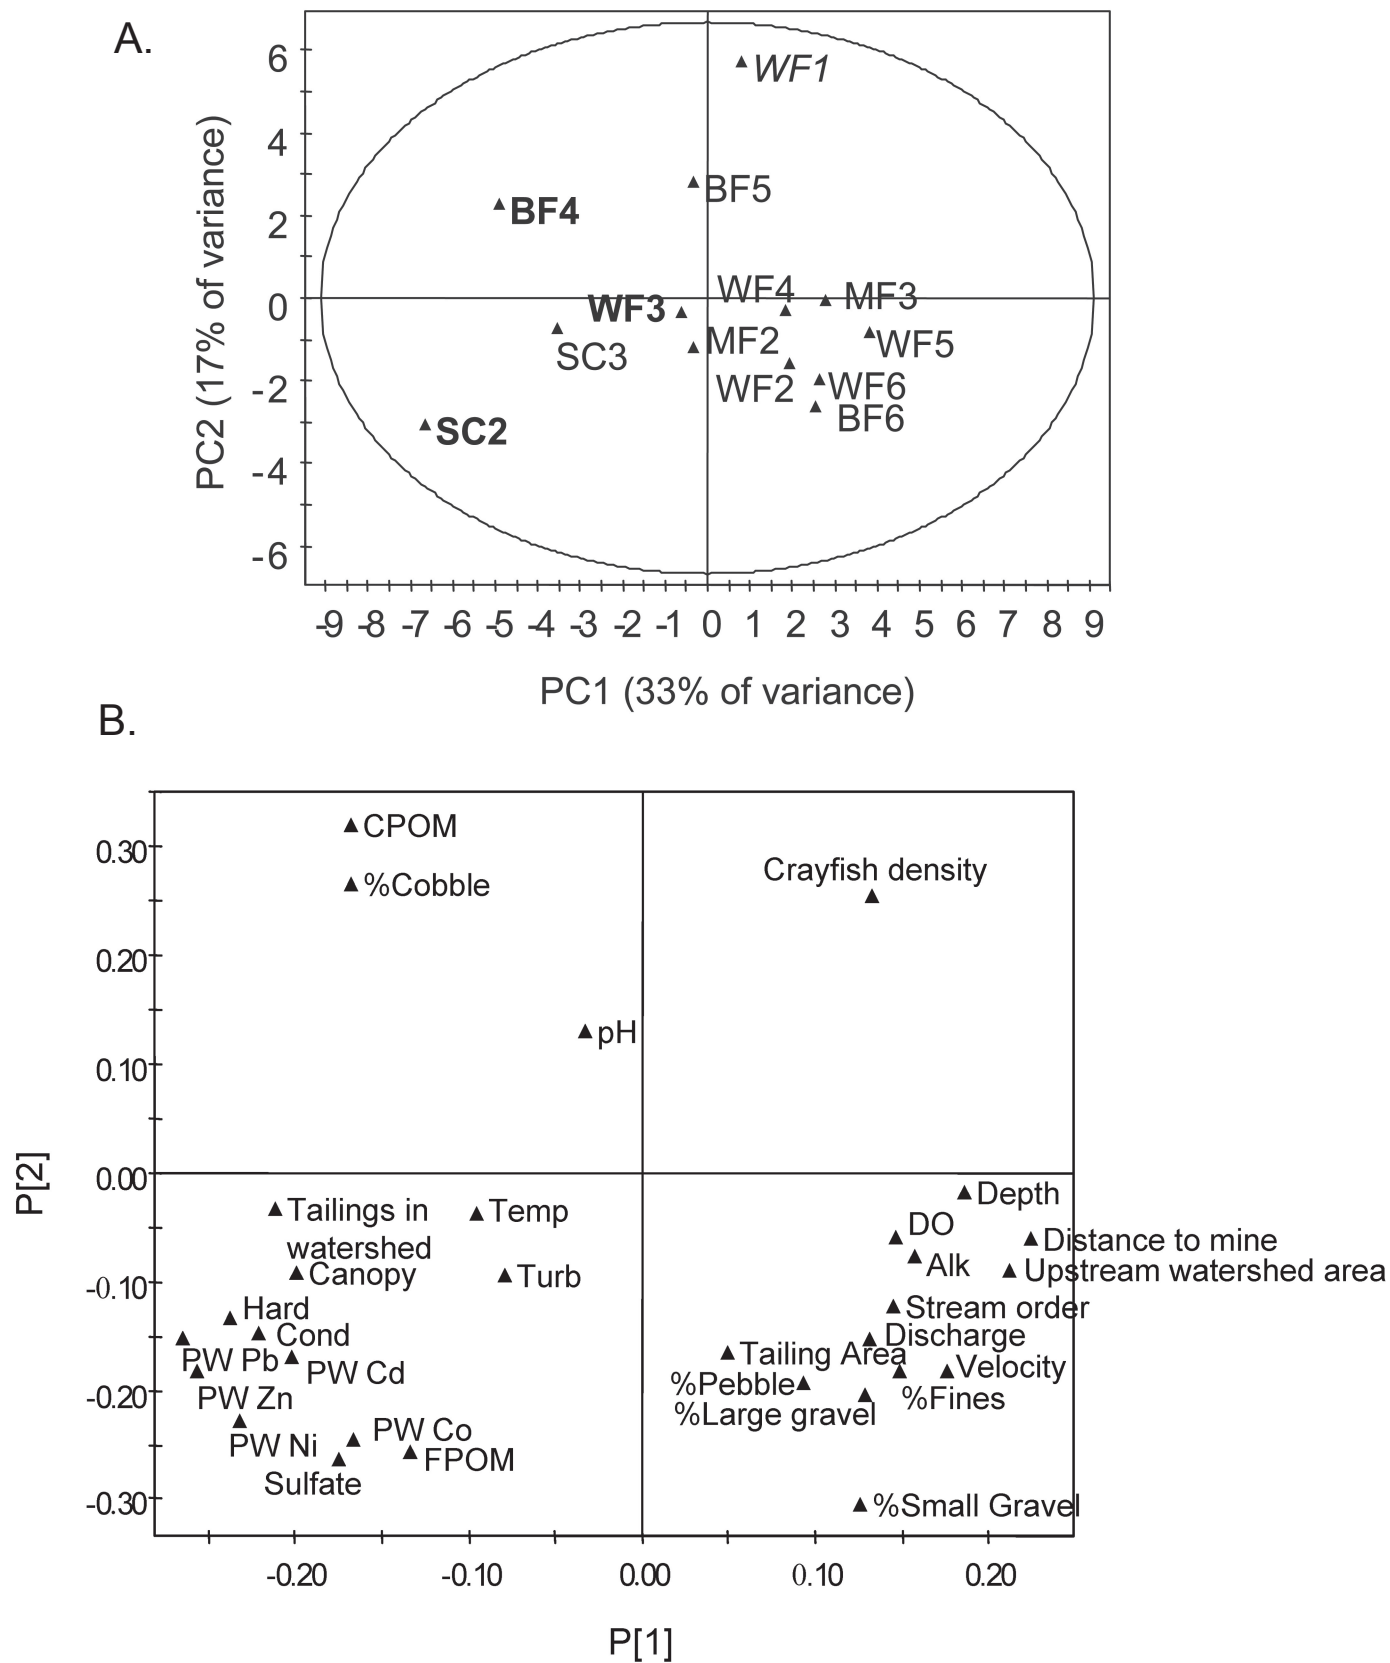 A.
6
4
2
0
-2
-4
-6
PC2 (17% of variance)
WF1
BF5
BF4
WF4
MF3
WF3
MF2
WF5
SC3
WF2
WF6
BF6
SC2
-9 -8 -7 -6 -5 -4 -3 -2 -1 0 1 2 3 4 5 6 7 8 9
PC1 (33% of variance)
B.
0.30
0.20
0.10
0.00
-0.10
-0.20
-0.30
P[2]
CPOM
%Cobble
Crayfish density
pH
Tailings in
watershed
Temp
Canopy
Turb
Hard
Cond
PW Pb
PW Cd
PW Zn
PW Ni
PW Co
FPOM
Sulfate
Depth
DO
Distance to mine
Alk
Upstream watershed area
Stream order
Discharge
Tailing Area
Velocity
%Pebble
%Fines
%Large gravel
%Small Gravel
-0.20 -0.10 0.00 0.10 0.20
P[1]